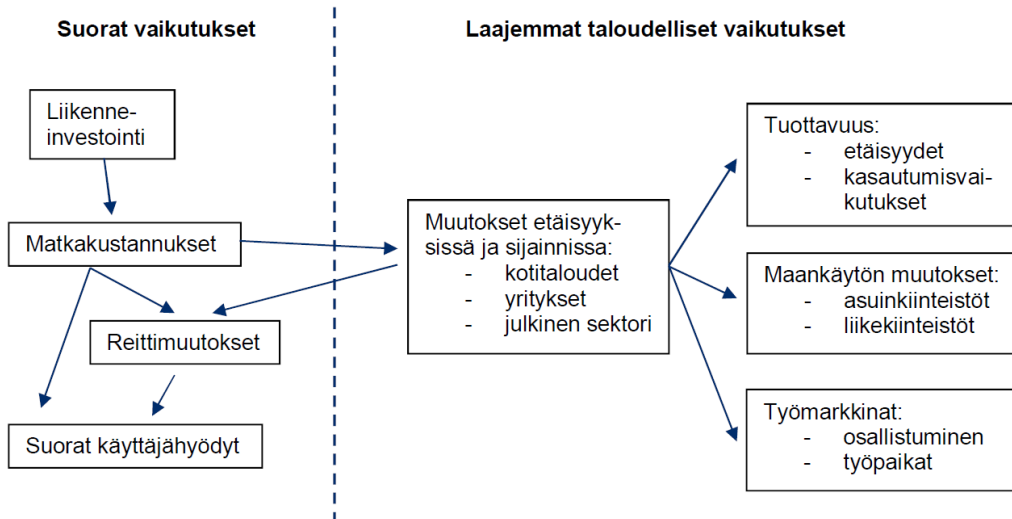 Suorat vaikutukset
Laajemmat taloudelliset vaikutukset
Liikenne-
investointi
Matkakustannukset
Reittimuutokset
Suorat käyttäjähyödyt
Muutokset etäisyyk-
sissä ja sijainnissa:
- kotitaloudet
- yritykset
- julkinen sektori
Tuottavuus:
- etäisyydet
- kasautumisvai-
kutukset
Maankäytön muutokset:
- asuinkiinteistöt
- liikekiinteistöt
Työmarkkinat:
- osallistuminen
- työpaikat